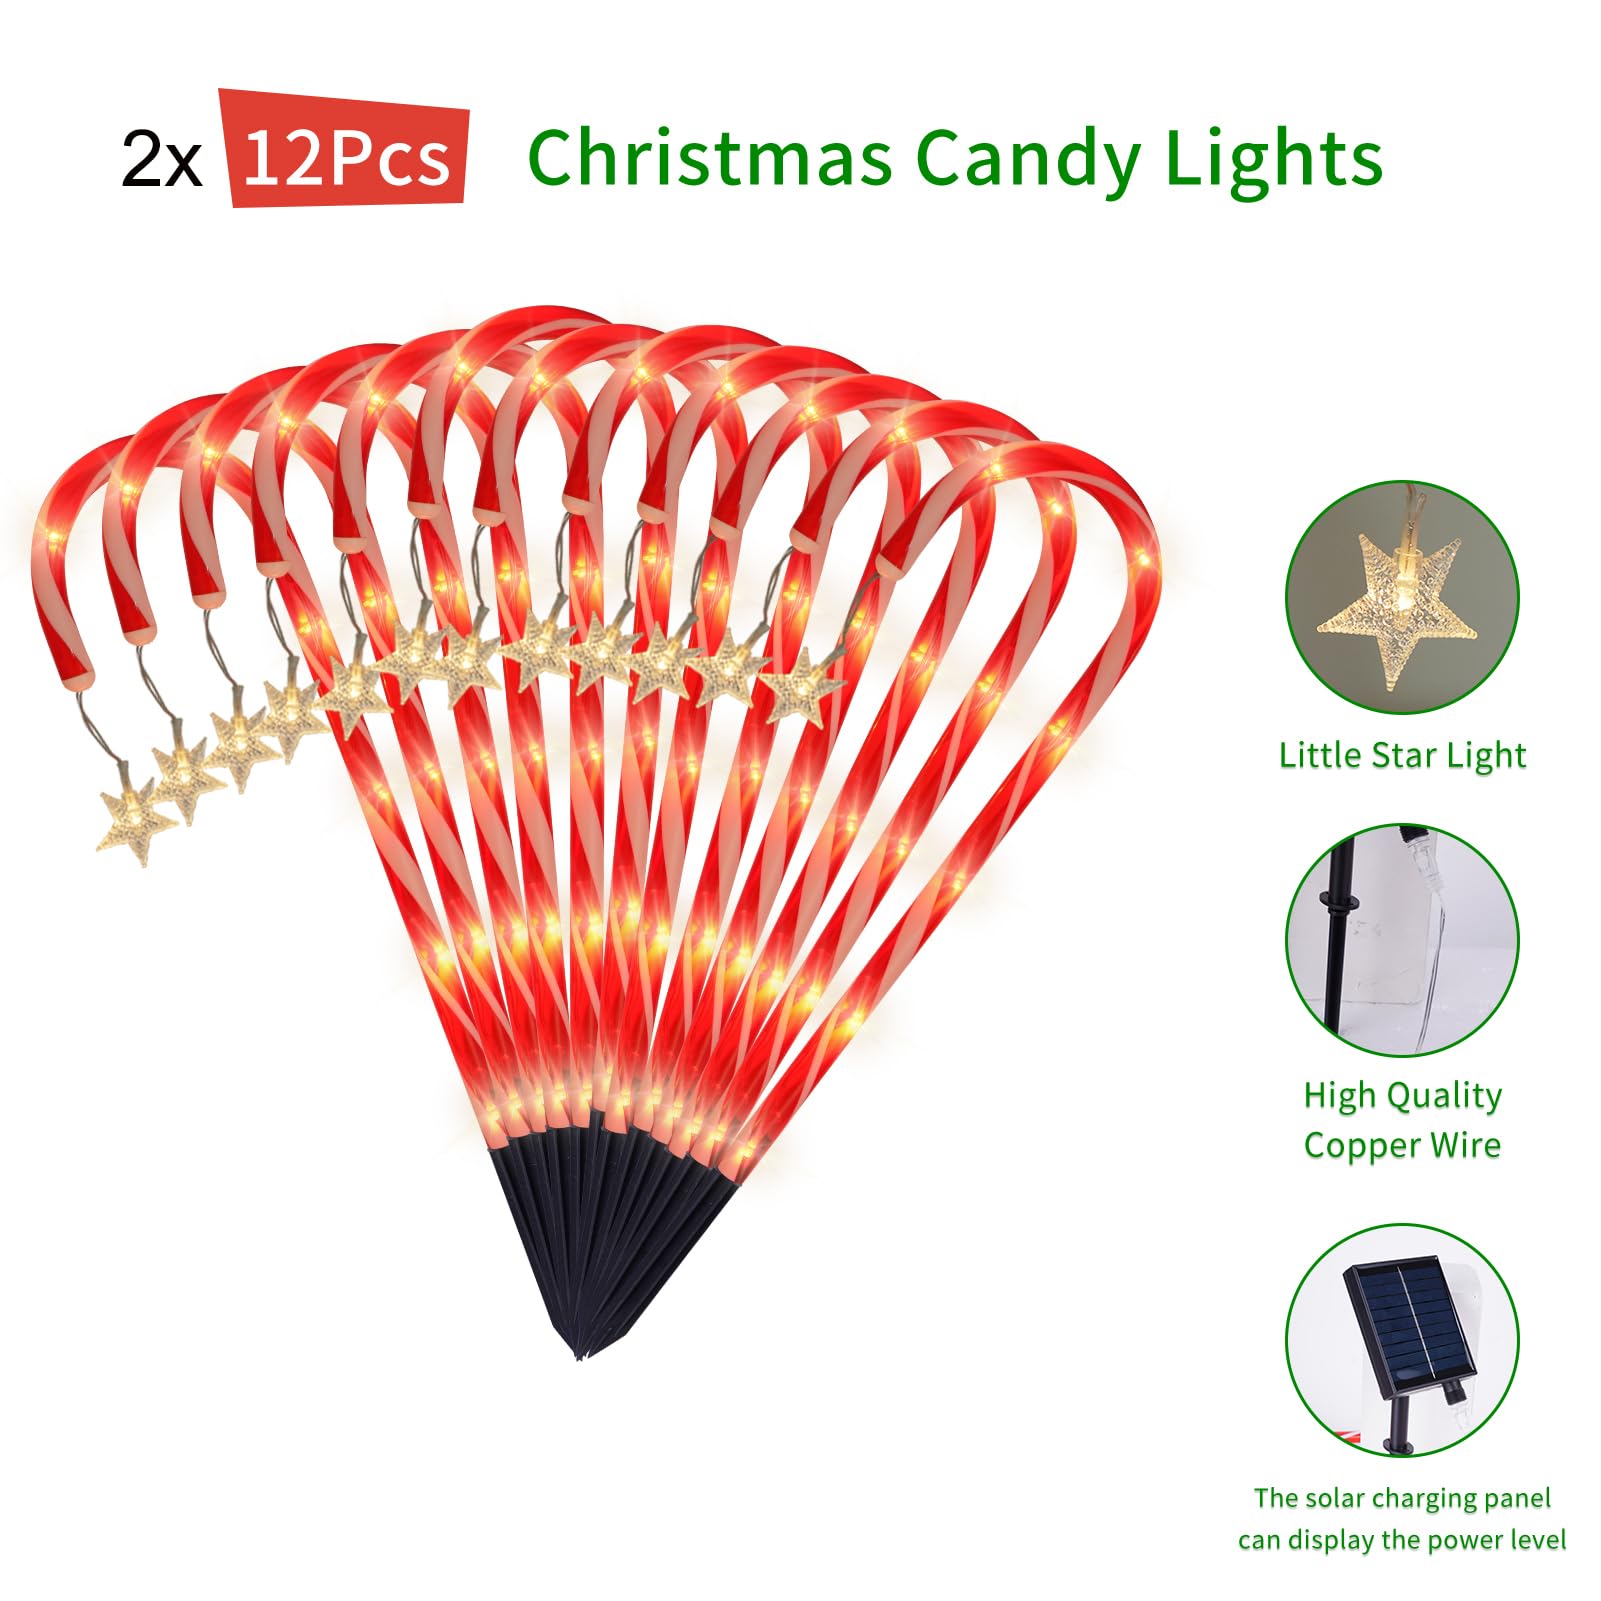 2x 12Pcs Christmas Candy Lights
Little Star Light
High Quality
Copper Wire
The solar charging panel
can display the power level